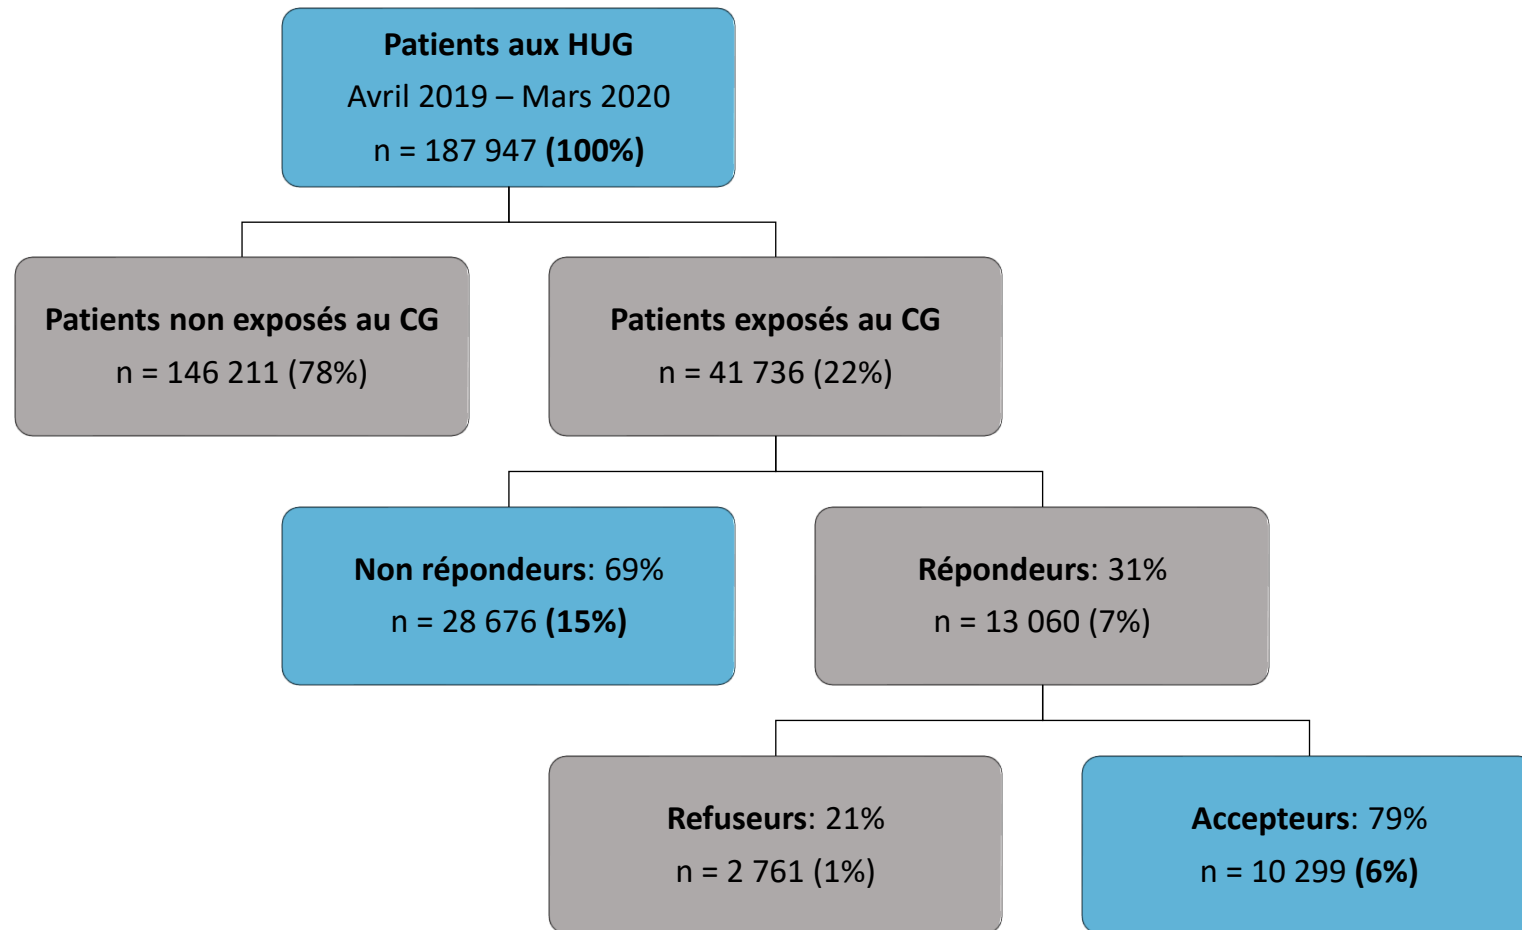 Patients aux HUG
Avril 2019 – Mars 2020
n = 187 947 (100%)
Patients non exposés au CG
n = 146 211 (78%)
Patients exposés au CG
n = 41 736 (22%)
Non répondeurs: 69%
n = 28 676 (15%)
Répondeurs: 31%
n = 13 060 (7%)
Refuseurs: 21%
n = 2 761 (1%)
Accepteurs: 79%
n = 10 299 (6%)